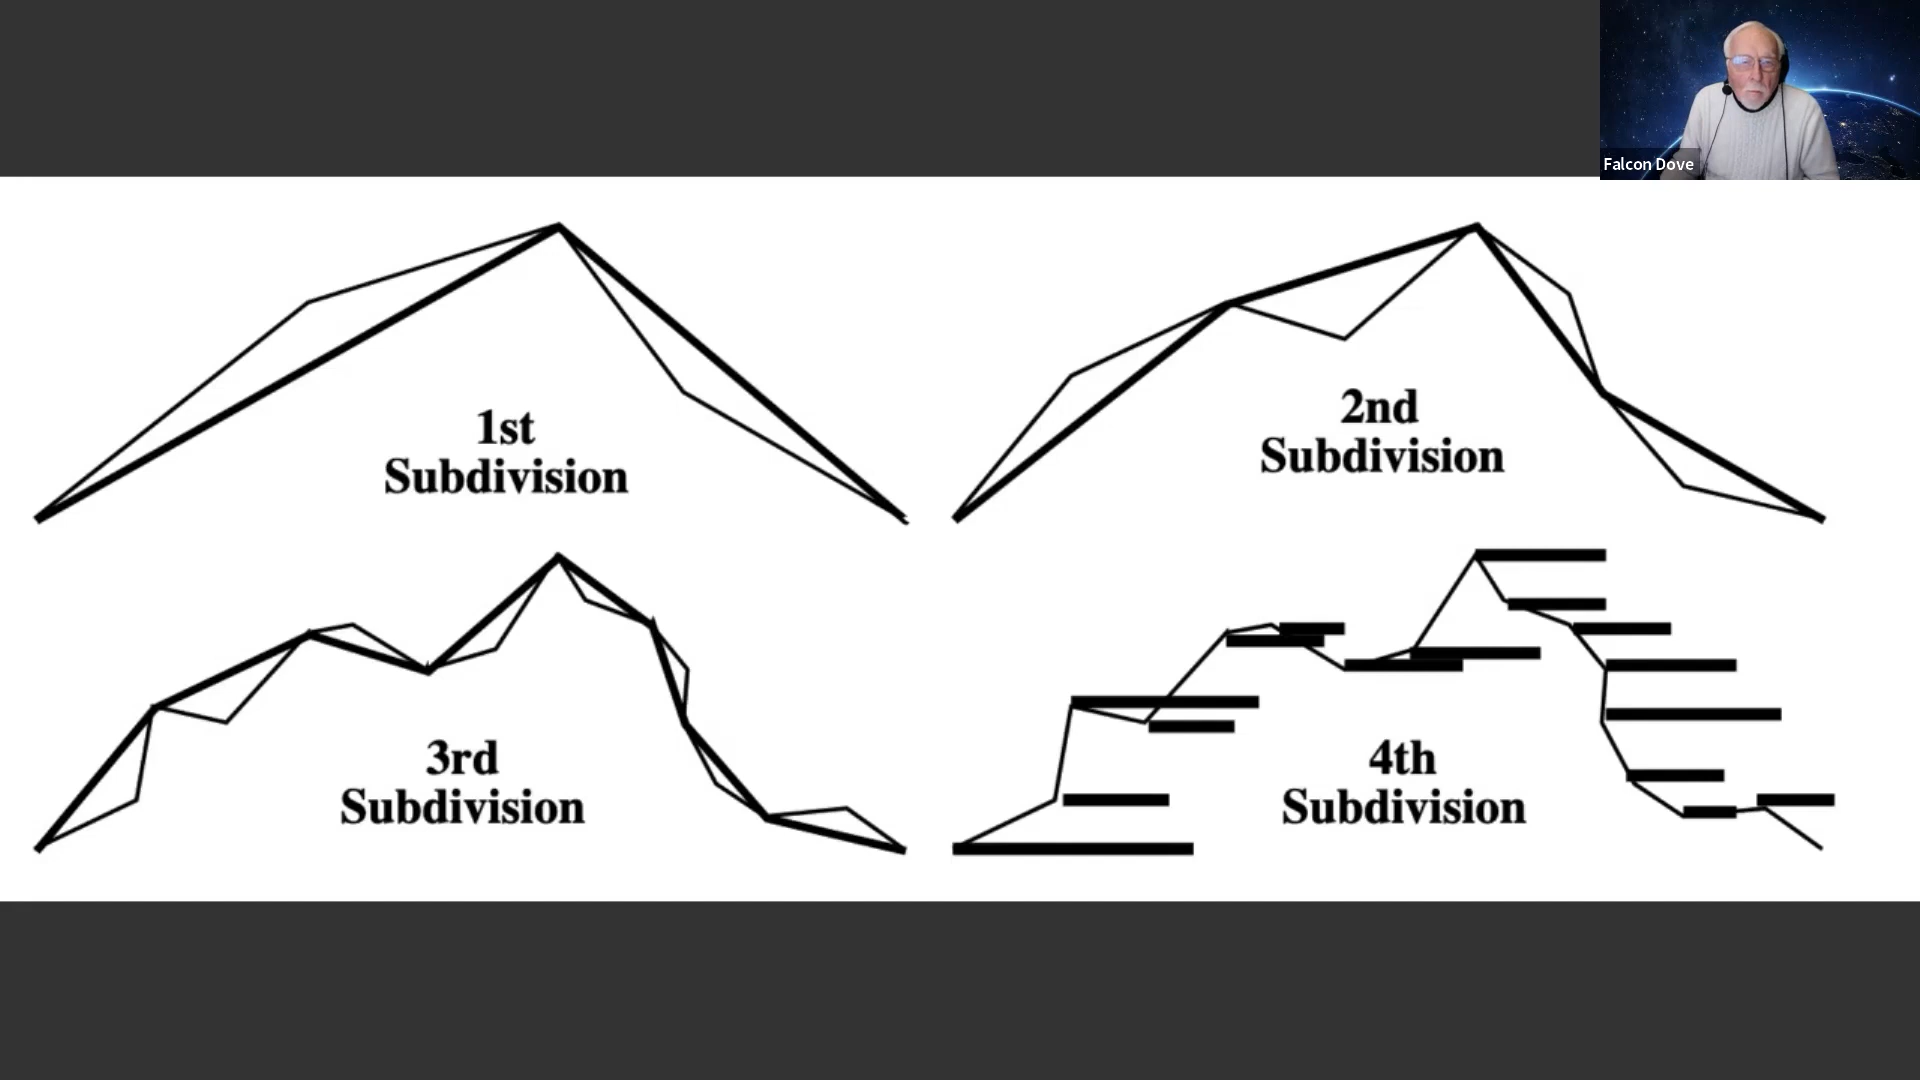 Falcon Dove
1st
Subdivision
2nd
Subdivision
3rd
Subdivision
4th
Subdivision